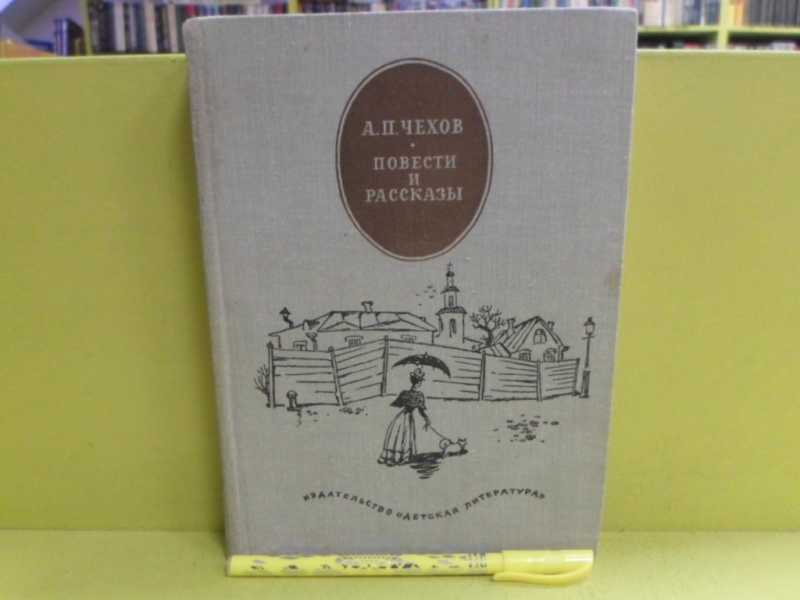 А.П.ЧЕХОВ
ПОВЕСТИ
И
РАССКАЗЫ
ИЗДАТЕЛЬСТВО «ДЕТСКАЯ ЛИТЕРАТУРА»